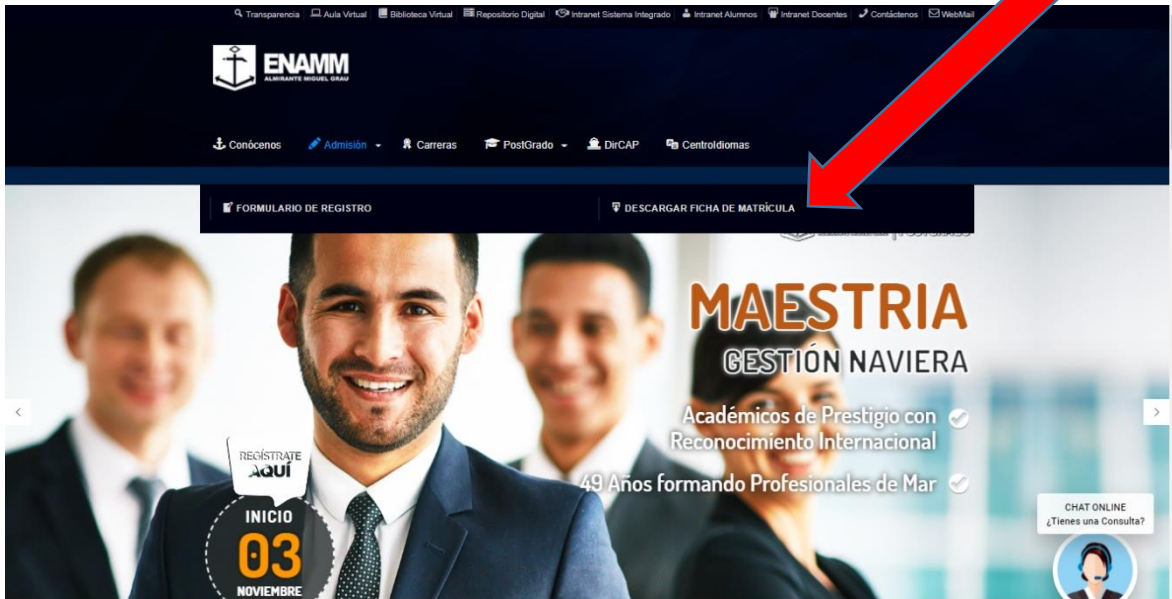 Transparencia Aula Virtual Biblioteca Virtual Repositorio Digital Intranet Sistema Integrado Intranet Alumnos Intranet Docentes Contáctenos WebMail
ENAMM
ALMIRANTE MIGUEL GRAU
Conócenos Admisión Carreras PostGrado DirCAP CentroIdiomas
FORMULARIO DE REGISTRO DESCARGAR FICHA DE MATRÍCULA
MAESTRIA
GESTIÓN NAVIERA
Académicos de Prestigio con
Reconocimiento Internacional
49 Años formando Profesionales de Mar
REGÍSTRATE
AQUÍ
INICIO
03
NOVIEMBRE
CHAT ONLINE
¿Tienes una Consulta?